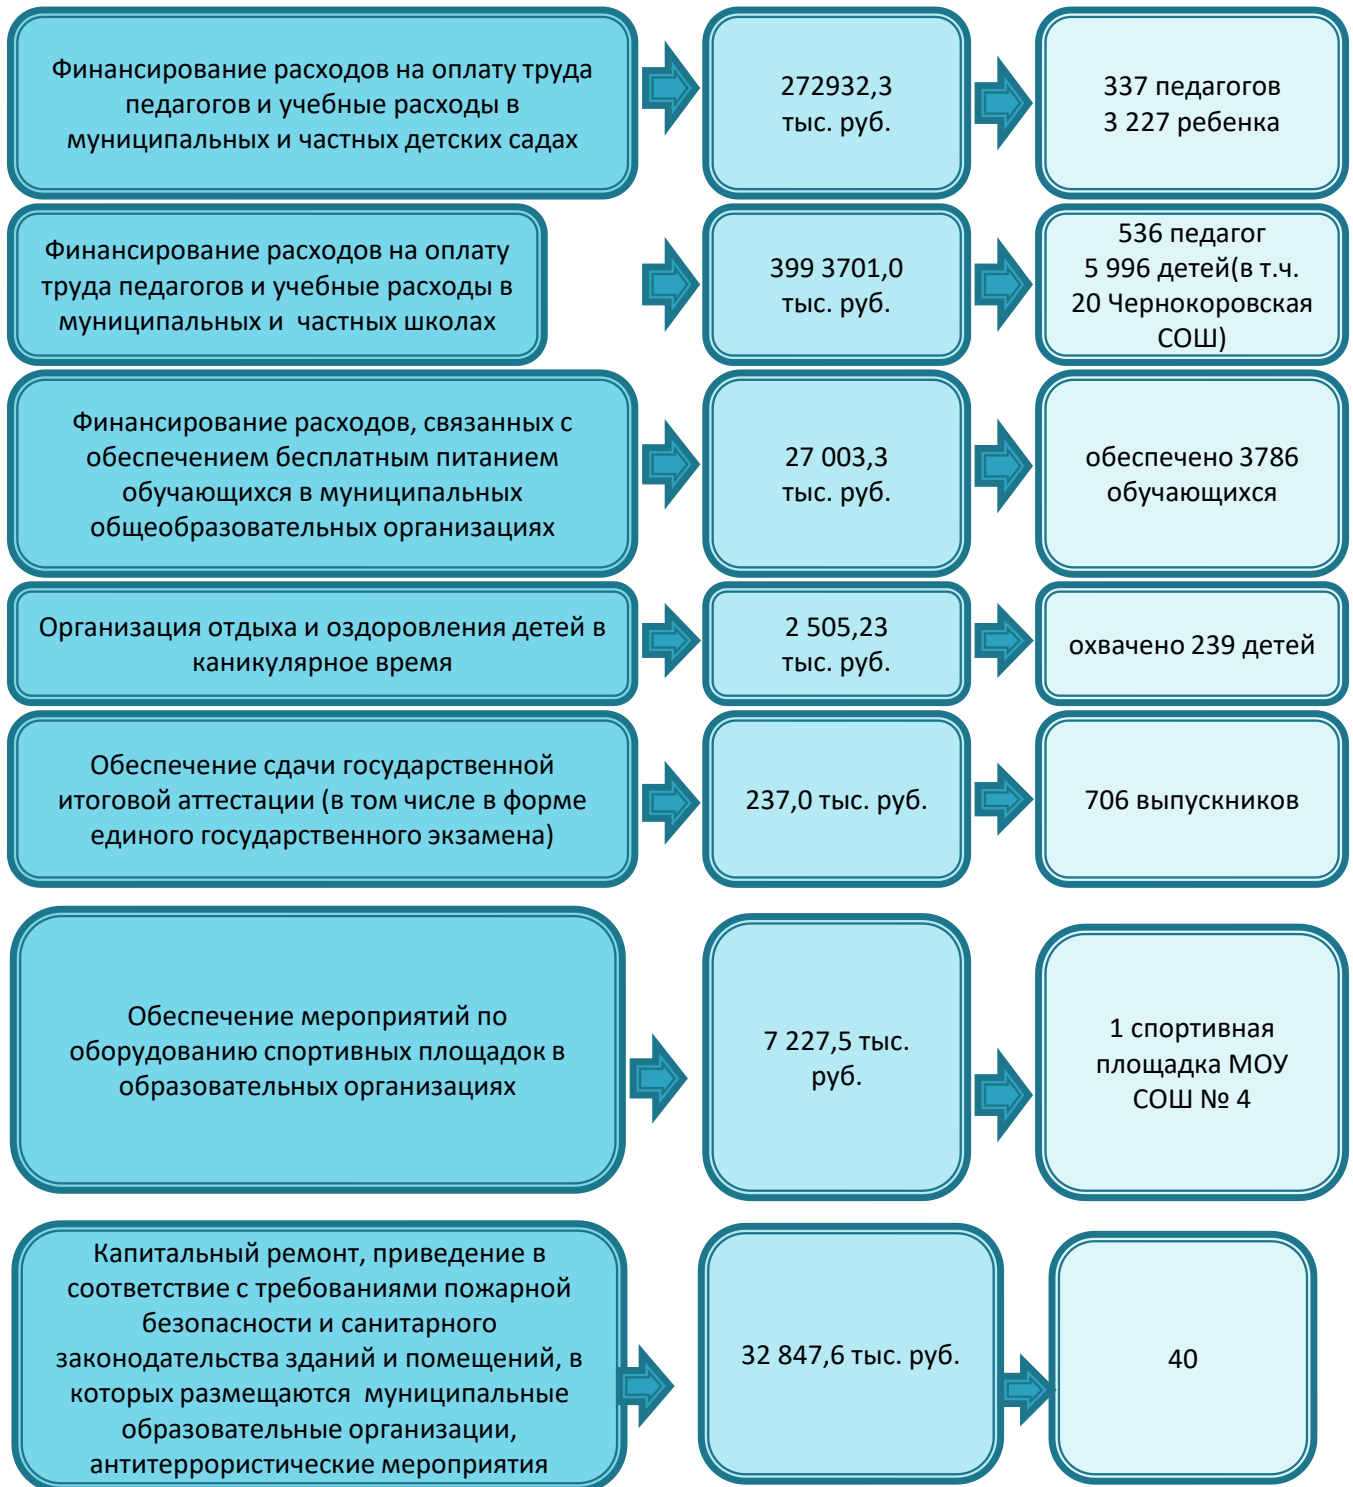 Финансирование расходов на оплату труда
педагогов и учебные расходы в
муниципальных и частных детских садах
272932,3
тыс. руб.
337 педагогов
3 227 ребенка
Финансирование расходов на оплату
труда педагогов и учебные расходы в
муниципальных и частных школах
399 3701,0
тыс. руб.
536 педагог
5 996 детей(в т.ч.
20 Чернокоровская
СОШ)
Финансирование расходов, связанных с
обеспечением бесплатным питанием
обучающихся в муниципальных
общеобразовательных организациях
27 003,3
тыс. руб.
обеспечено 3786
обучающихся
Организация отдыха и оздоровления детей в
каникулярное время
2 505,23
тыс. руб.
охвачено 239 детей
Обеспечение сдачи государственной
итоговой аттестации (в том числе в форме
единого государственного экзамена)
237,0 тыс. руб.
706 выпускников
Обеспечение мероприятий по
оборудованию спортивных площадок в
образовательных организациях
7 227,5 тыс.
руб.
1 спортивная
площадка МОУ
СОШ № 4
Капитальный ремонт, приведение в
соответствие с требованиями пожарной
безопасности и санитарного
законодательства зданий и помещений, в
которых размещаются муниципальные
образовательные организации,
антитеррористические мероприятия
32 847,6 тыс. руб.
40